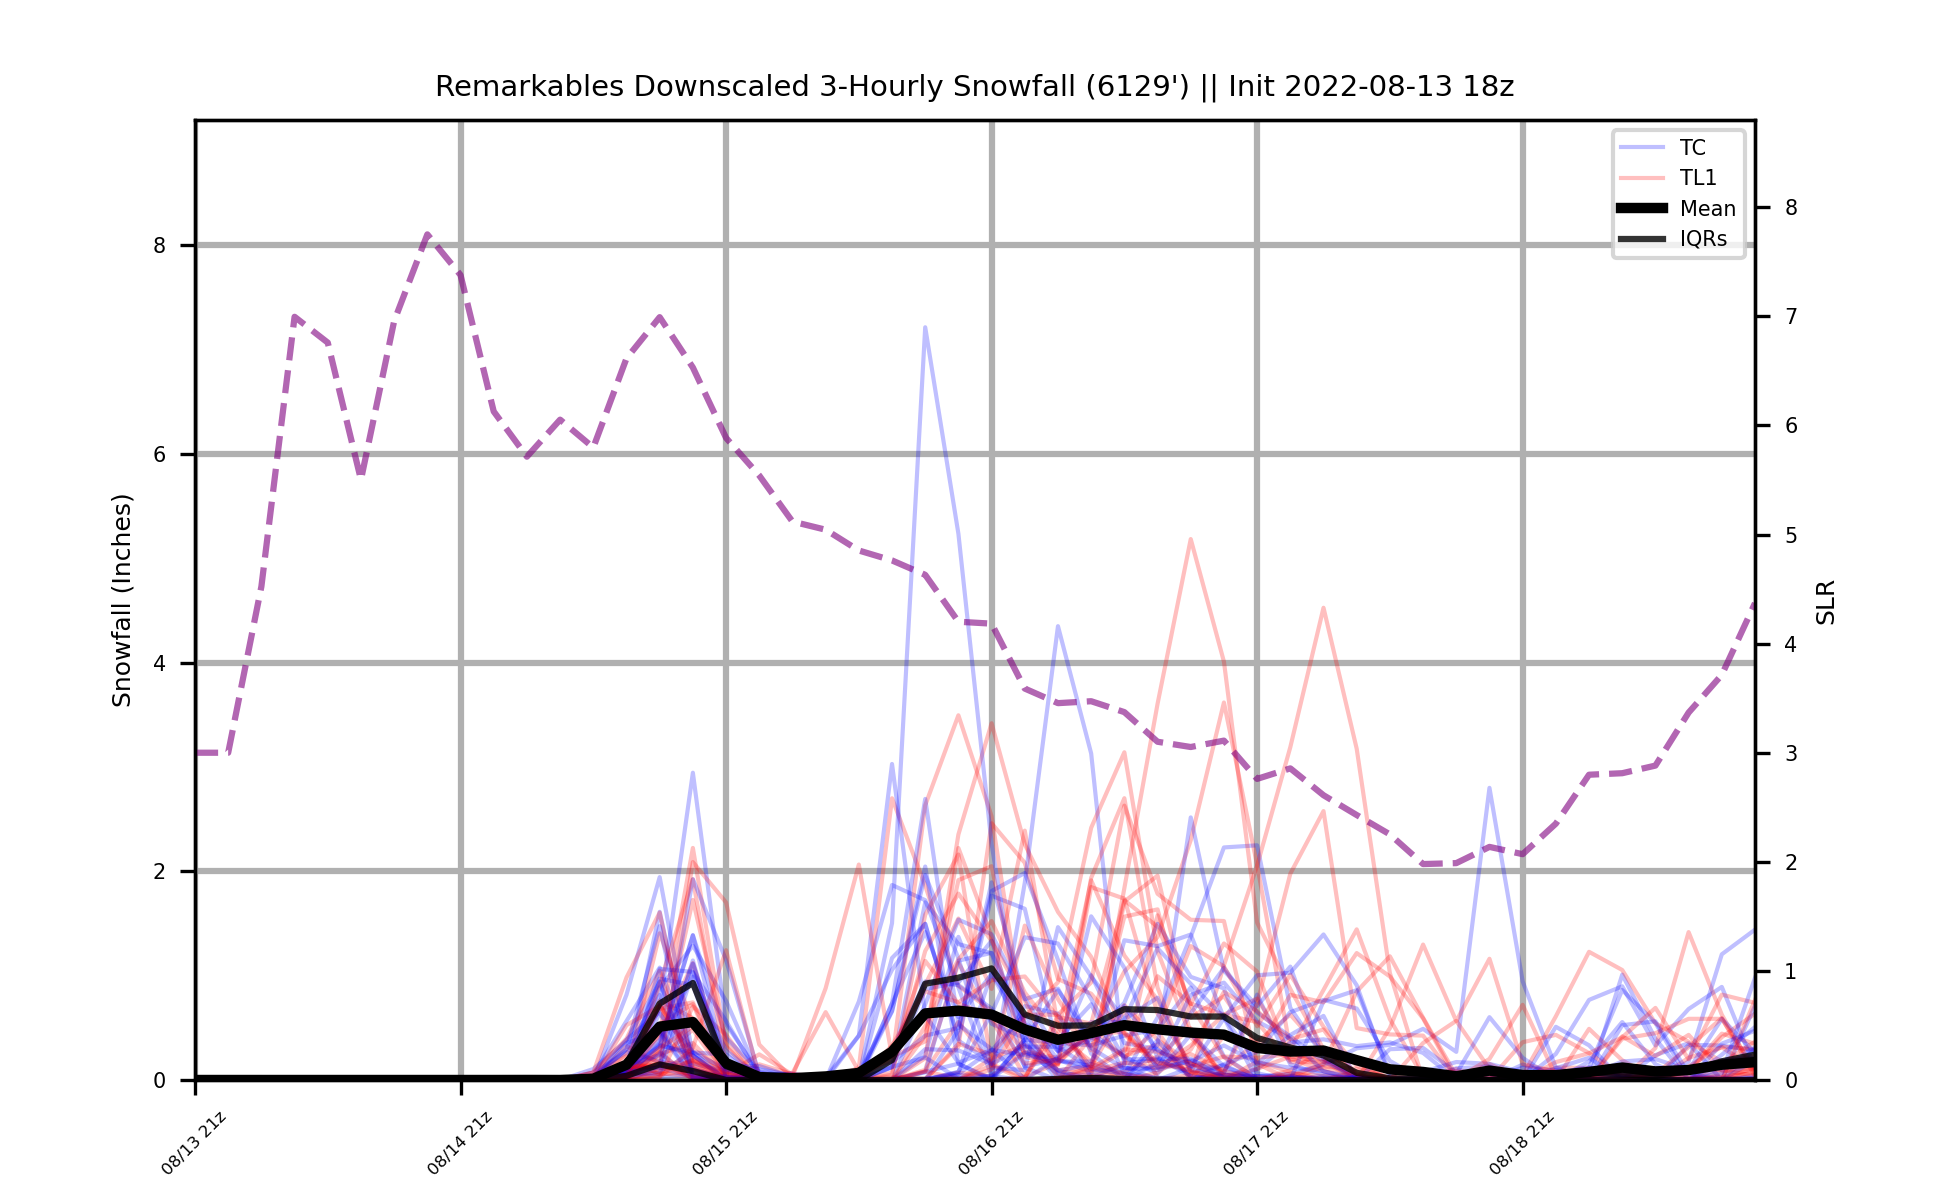 Remarkables Downscaled 3-Hourly Snowfall (6129') || Init 2022-08-13 18z
TC
TL1
Mean
IQRs
Snowfall (Inches)
8
6
4
2
0
8
7
6
5
4
3
2
1
0
SLR
08/13 21z
08/14 21z
08/15 21z
08/16 21z
08/17 21z
08/18 21z